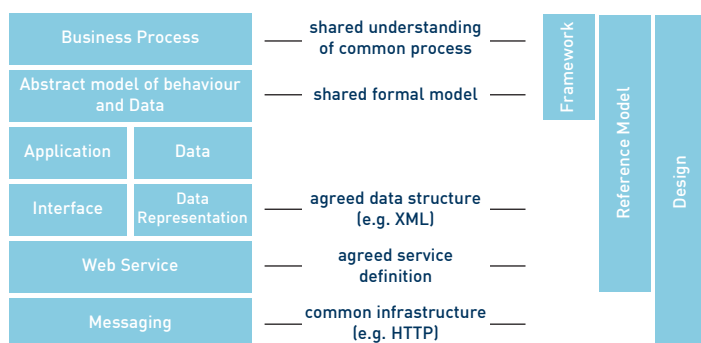 Business Process
shared understanding
of common process
Abstract model of behaviour
and Data
shared formal model
Application
Data
Interface
Data
Representation
agreed data structure
(e.g. XML)
Web Service
agreed service
definition
Messaging
common infrastructure
(e.g. HTTP)
Framework
Reference Model
Design